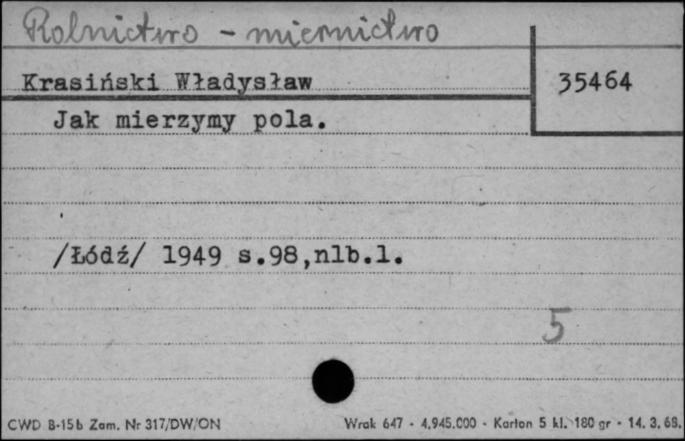 Rolnictwo - miernictwo
Krasiński Władysław
35464
Jak mierzymy pola.
/Łódź/ 1949 s.98,nlb.1.
5
CWD B-15b Zam. Nr 317/DW/ON
Wrak 647 - 4.945.000 - Karton 5 kl. 180 gr - 14. 3. 68.